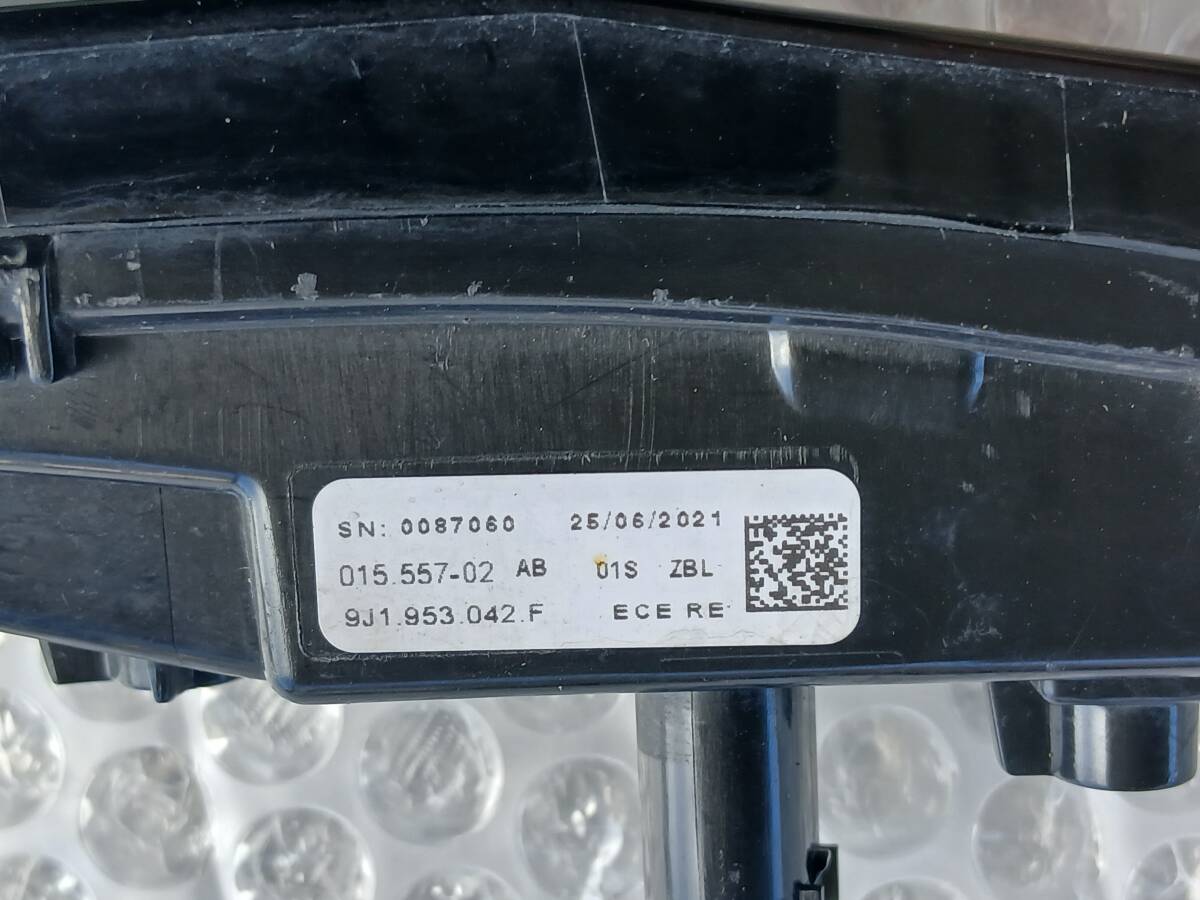 SN: 0087060 25/06/2021
015.557-02 AB 01S ZBL
9J1.953.042.F ECE RE